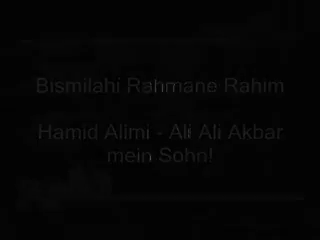 Bismilahi Rahmane Rahim
Hamid Alimi - Ali Ali Akbar
mein Sohn!